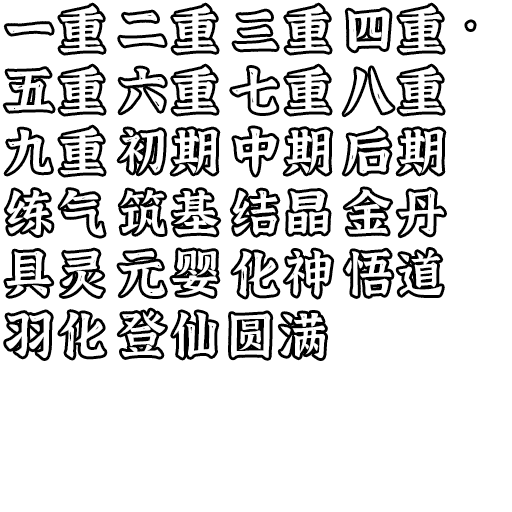 一重 二重 三重 四重 ·
五重 六重 七重 八重
九重 初期 中期 后期
练气 筑基 结晶 金丹
具灵 元婴 化神 悟道
羽化 登仙 圆满